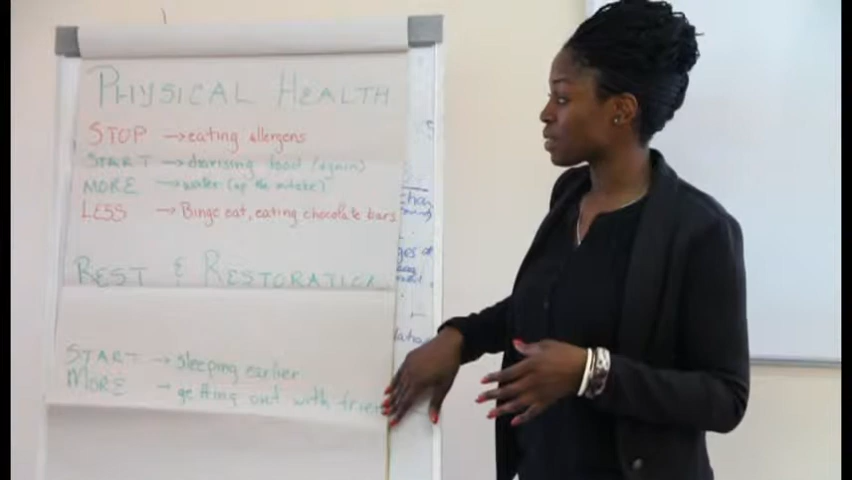 PHYSICAL HEALTH
STOP → eating allergens
START → food (again)
MORE → water (up the intake)
LESS → Binge eat, eating chocolate bars
REST & RESTORATION
START → sleeping earlier
MORE → getting out with frie